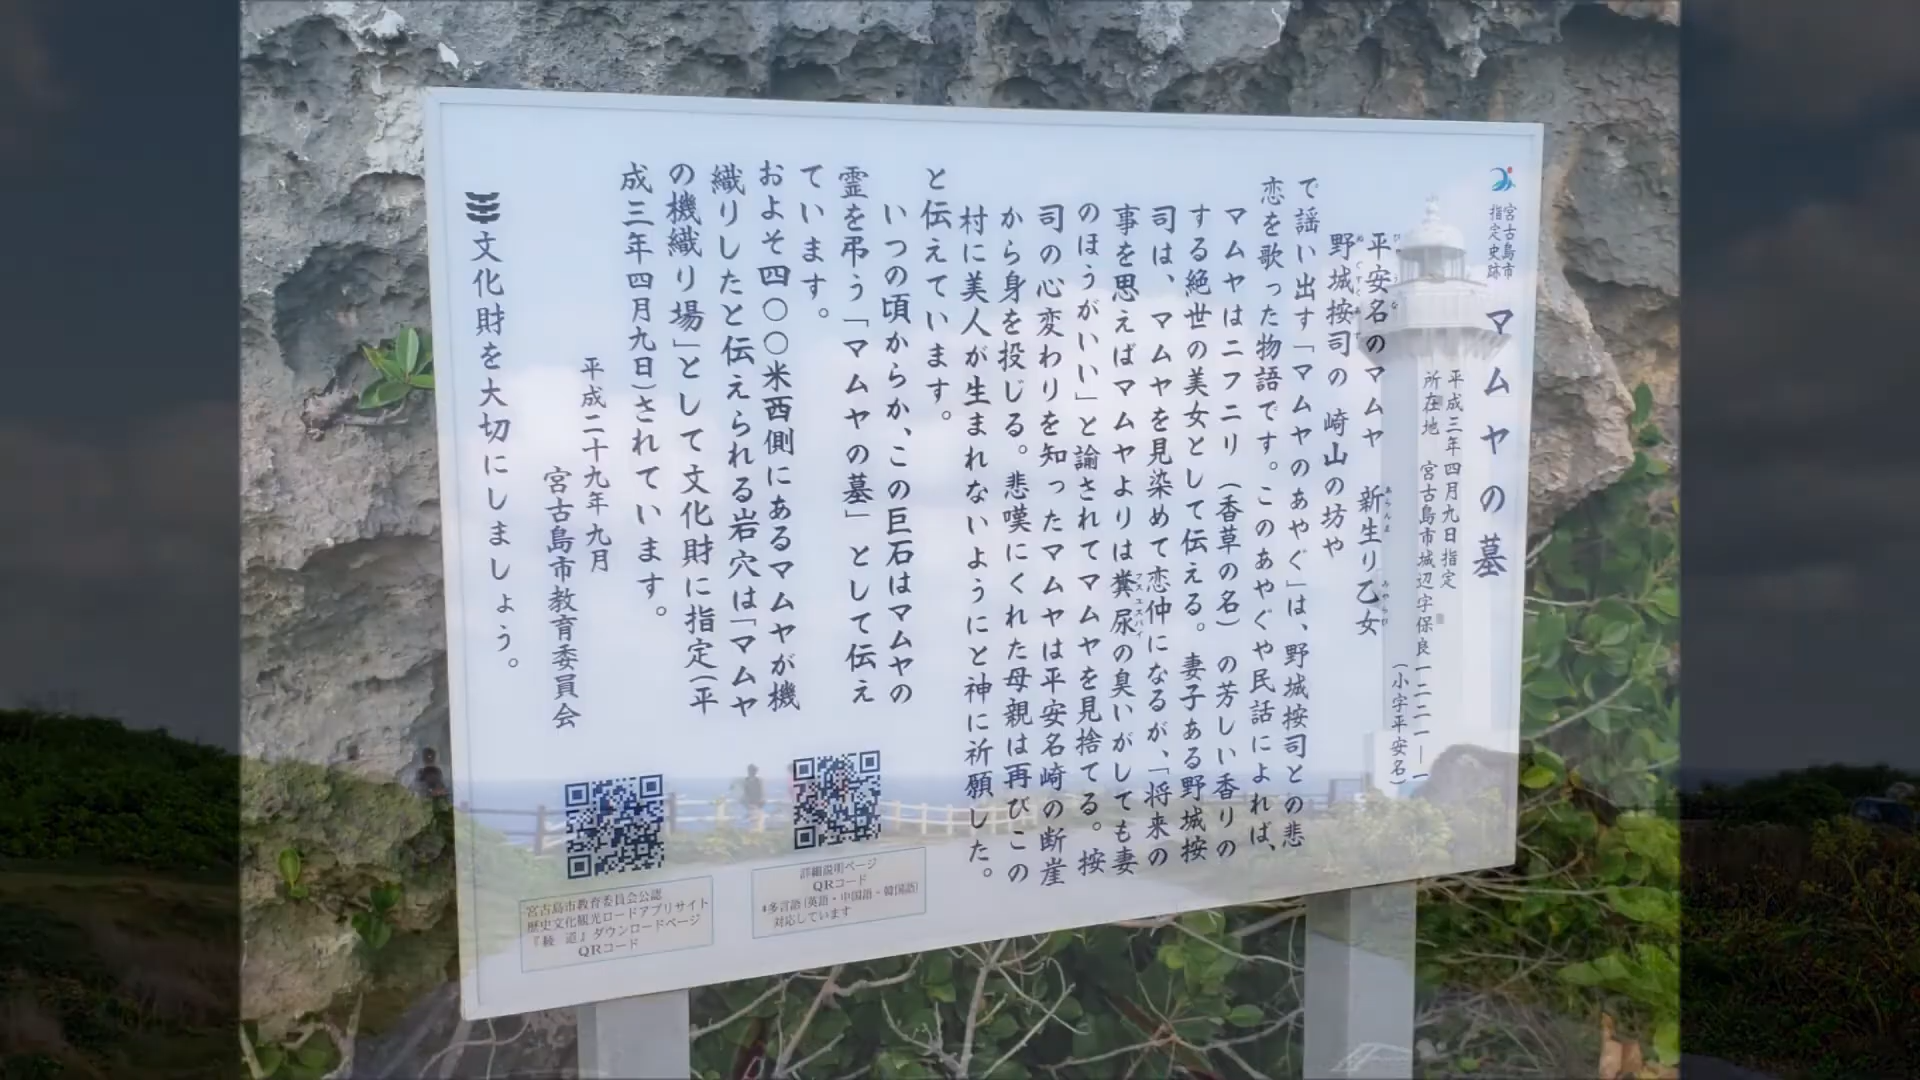 宮古島市
指定史跡
マムヤの墓
平成三年四月九日指定
所在地 宮古島市城辺字保良一二二一―一
(小字平安名)
平安名のマムヤ 新生り乙女
野城按司の 崎山の坊や
で謡い出す「マムヤのあやぐ」は、野城按司との悲
恋を歌った物語です。このあやぐや民話によれば、
マムヤはニフニリ(香草の名)の芳しい香りの
する絶世の美女として伝える。妻子ある野城按
司は、マムヤを見染めて恋仲になるが、「将来の
事を思えばマムヤよりは糞尿の臭いがしても妻
のほうがいい」と諭されてマムヤを見捨てる。按
司の心変わりを知ったマムヤは平安名崎の断崖
から身を投じる。悲嘆にくれた母親は再びこの
村に美人が生まれないようにと神に祈願した。
と伝えています。
いつの頃からか、この巨石はマムヤの
霊を弔う「マムヤの墓」として伝え
ています。
およそ四〇〇米西側にあるマムヤが機
織りしたと伝えられる岩穴は「マムヤ
の機織り場」として文化財に指定(平
成三年四月九日)されています。
平成二十九年九月
宮古島市教育委員会
文化財を大切にしましょう。
詳細説明ページ
QRコード
*多言語(英語・中国語・韓国語)
対応しています
宮古島市教育委員会公認
歴史文化観光ロードアプリサイト
『綾 道』ダウンロードページ
QRコード